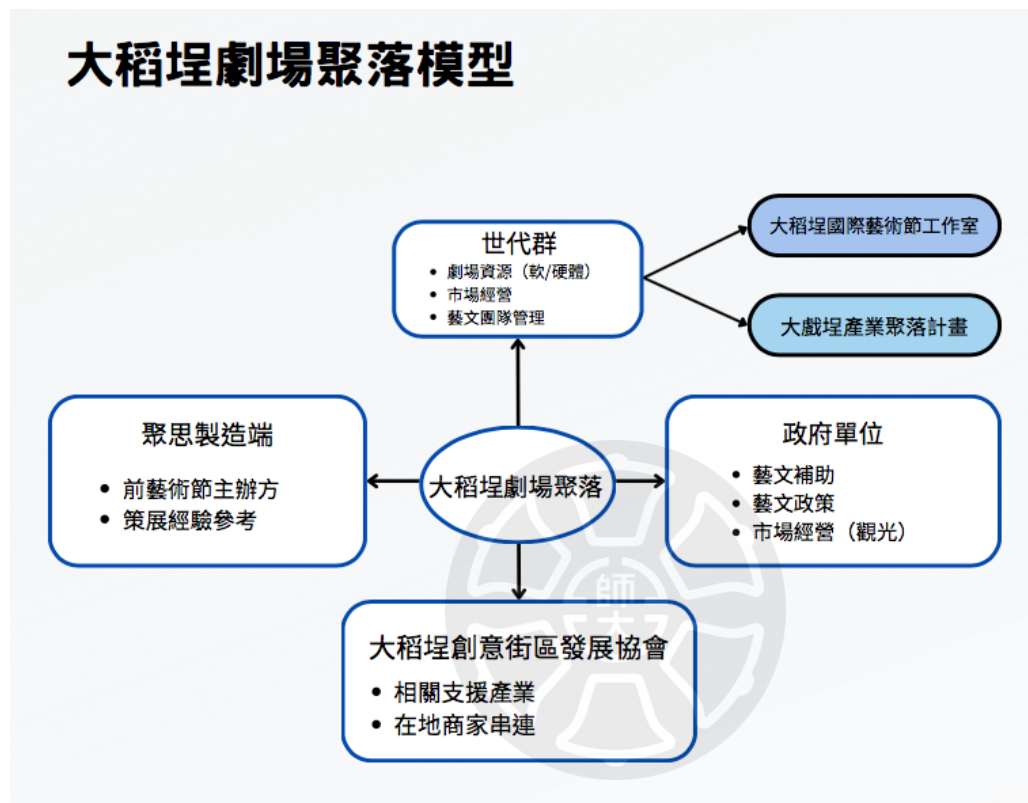 大稻埕劇場聚落模型
世代群
劇場資源（軟/硬體）
市場經營
藝文團隊管理
大稻埕國際藝術節工作室
大戲埕產業聚落計畫
聚思製造端
前藝術節主辦方
策展經驗參考
大稻埕劇場聚落
政府單位
藝文補助
藝文政策
市場經營（觀光）
大稻埕創意街區發展協會
相關支援產業
在地商家串連
師大